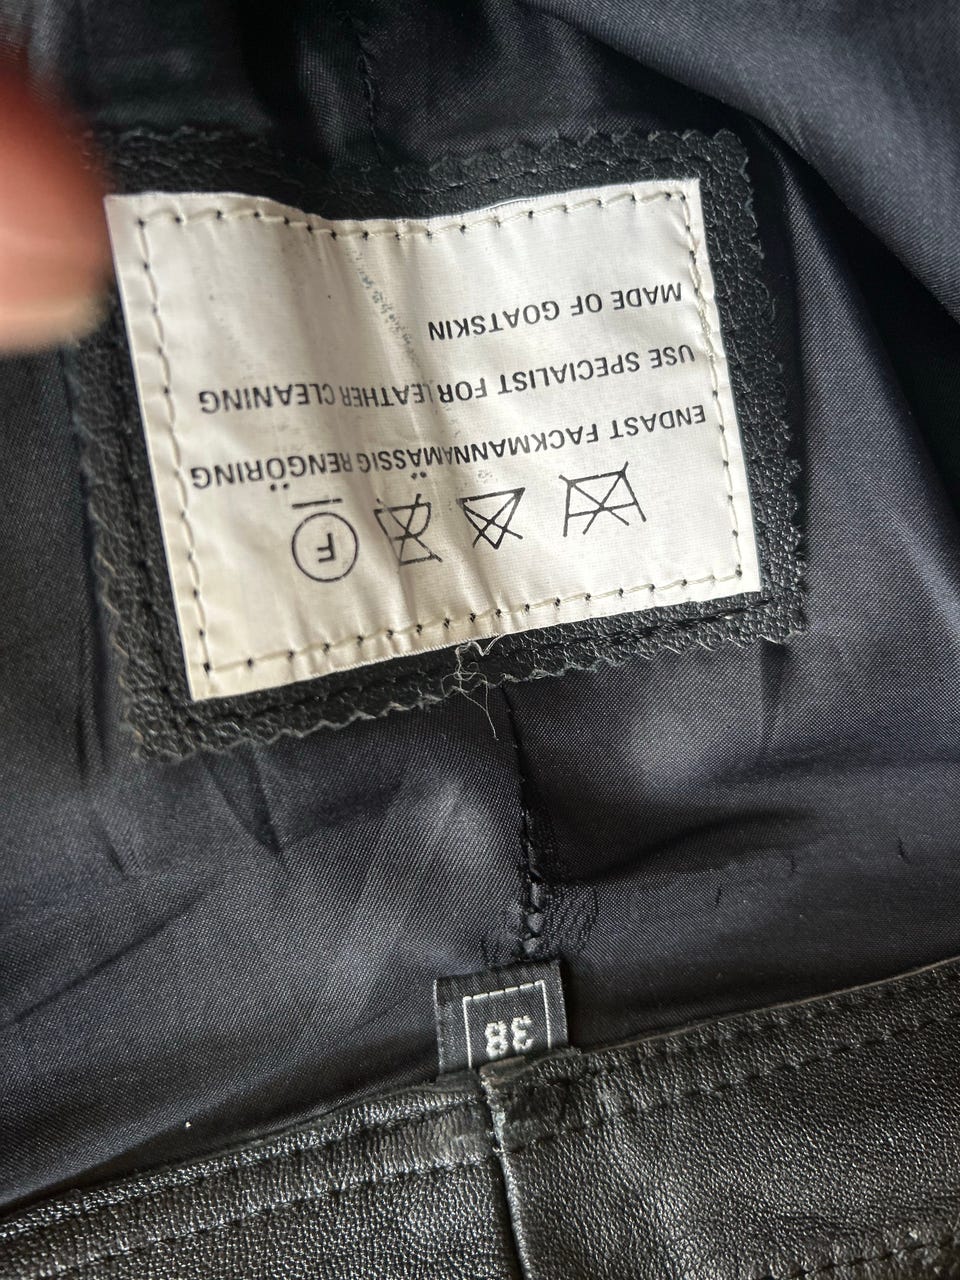 38
F
ENDAST FACKMANNAMÄSSIG RENGÖRING
USE SPECIALIST FOR LEATHER CLEANING
MADE OF GOATSKIN